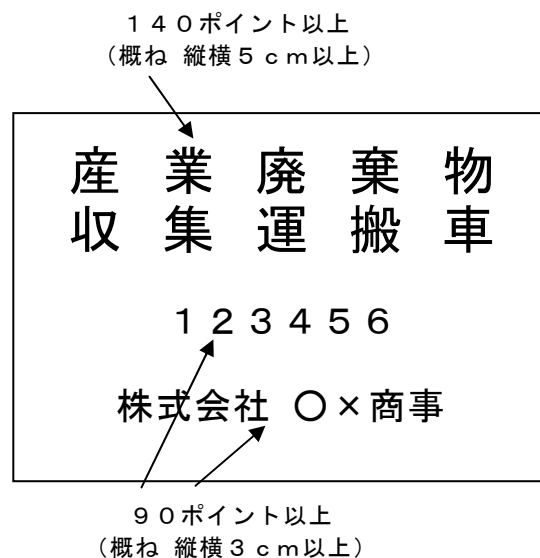 １４０ポイント以上
（概ね 縦横５ｃｍ以上）
産業廃棄物
収集運搬車
１２３４５６
株式会社 〇×商事
９０ポイント以上
（概ね 縦横３ｃｍ以上）